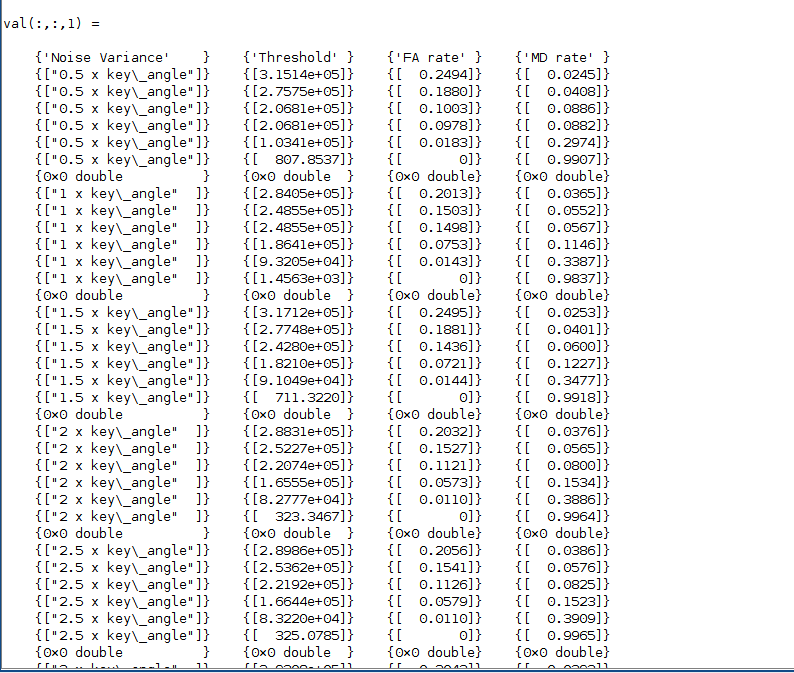 val(:,:,1) =
{'Noise Variance'    }    {'Threshold' }    {'FA rate' }    {'MD rate' }
{["0.5 x key\_angle"]}    {[3.1514e+05]}    {[  0.2494]}    {[  0.0245]}
{["0.5 x key\_angle"]}    {[2.7575e+05]}    {[  0.1880]}    {[  0.0408]}
{["0.5 x key\_angle"]}    {[2.0681e+05]}    {[  0.1003]}    {[  0.0886]}
{["0.5 x key\_angle"]}    {[2.0681e+05]}    {[  0.0978]}    {[  0.0882]}
{["0.5 x key\_angle"]}    {[1.0341e+05]}    {[  0.0183]}    {[  0.2974]}
{["0.5 x key\_angle"]}    {[  807.8537]}    {[       0]}    {[  0.9907]}
{0×0 double          }    {0×0 double  }    {0×0 double}    {0×0 double}
{["1 x key\_angle"  ]}    {[2.8405e+05]}    {[  0.2013]}    {[  0.0365]}
{["1 x key\_angle"  ]}    {[2.4855e+05]}    {[  0.1503]}    {[  0.0552]}
{["1 x key\_angle"  ]}    {[2.4855e+05]}    {[  0.1498]}    {[  0.0567]}
{["1 x key\_angle"  ]}    {[1.8641e+05]}    {[  0.0753]}    {[  0.1146]}
{["1 x key\_angle"  ]}    {[9.3205e+04]}    {[  0.0143]}    {[  0.3387]}
{["1 x key\_angle"  ]}    {[1.4563e+03]}    {[       0]}    {[  0.9837]}
{0×0 double          }    {0×0 double  }    {0×0 double}    {0×0 double}
{["1.5 x key\_angle"]}    {[3.1712e+05]}    {[  0.2495]}    {[  0.0253]}
{["1.5 x key\_angle"]}    {[2.7748e+05]}    {[  0.1881]}    {[  0.0401]}
{["1.5 x key\_angle"]}    {[2.4280e+05]}    {[  0.1436]}    {[  0.0600]}
{["1.5 x key\_angle"]}    {[1.8210e+05]}    {[  0.0721]}    {[  0.1227]}
{["1.5 x key\_angle"]}    {[9.1049e+04]}    {[  0.0144]}    {[  0.3477]}
{["1.5 x key\_angle"]}    {[  711.3220]}    {[       0]}    {[  0.9918]}
{0×0 double          }    {0×0 double  }    {0×0 double}    {0×0 double}
{["2 x key\_angle"  ]}    {[2.8831e+05]}    {[  0.2032]}    {[  0.0376]}
{["2 x key\_angle"  ]}    {[2.5227e+05]}    {[  0.1527]}    {[  0.0565]}
{["2 x key\_angle"  ]}    {[2.2074e+05]}    {[  0.1121]}    {[  0.0800]}
{["2 x key\_angle"  ]}    {[1.6555e+05]}    {[  0.0573]}    {[  0.1534]}
{["2 x key\_angle"  ]}    {[8.2777e+04]}    {[  0.0110]}    {[  0.3886]}
{["2 x key\_angle"  ]}    {[  323.3467]}    {[       0]}    {[  0.9964]}
{0×0 double          }    {0×0 double  }    {0×0 double}    {0×0 double}
{["2.5 x key\_angle"]}    {[2.8986e+05]}    {[  0.2056]}    {[  0.0386]}
{["2.5 x key\_angle"]}    {[2.5362e+05]}    {[  0.1541]}    {[  0.0576]}
{["2.5 x key\_angle"]}    {[2.2192e+05]}    {[  0.1126]}    {[  0.0825]}
{["2.5 x key\_angle"]}    {[1.6644e+05]}    {[  0.0579]}    {[  0.1523]}
{["2.5 x key\_angle"]}    {[8.3220e+04]}    {[  0.0110]}    {[  0.3909]}
{["2.5 x key\_angle"]}    {[  325.0785]}    {[       0]}    {[  0.9965]}
{0×0 double          }    {0×0 double  }    {0×0 double}    {0×0 double}